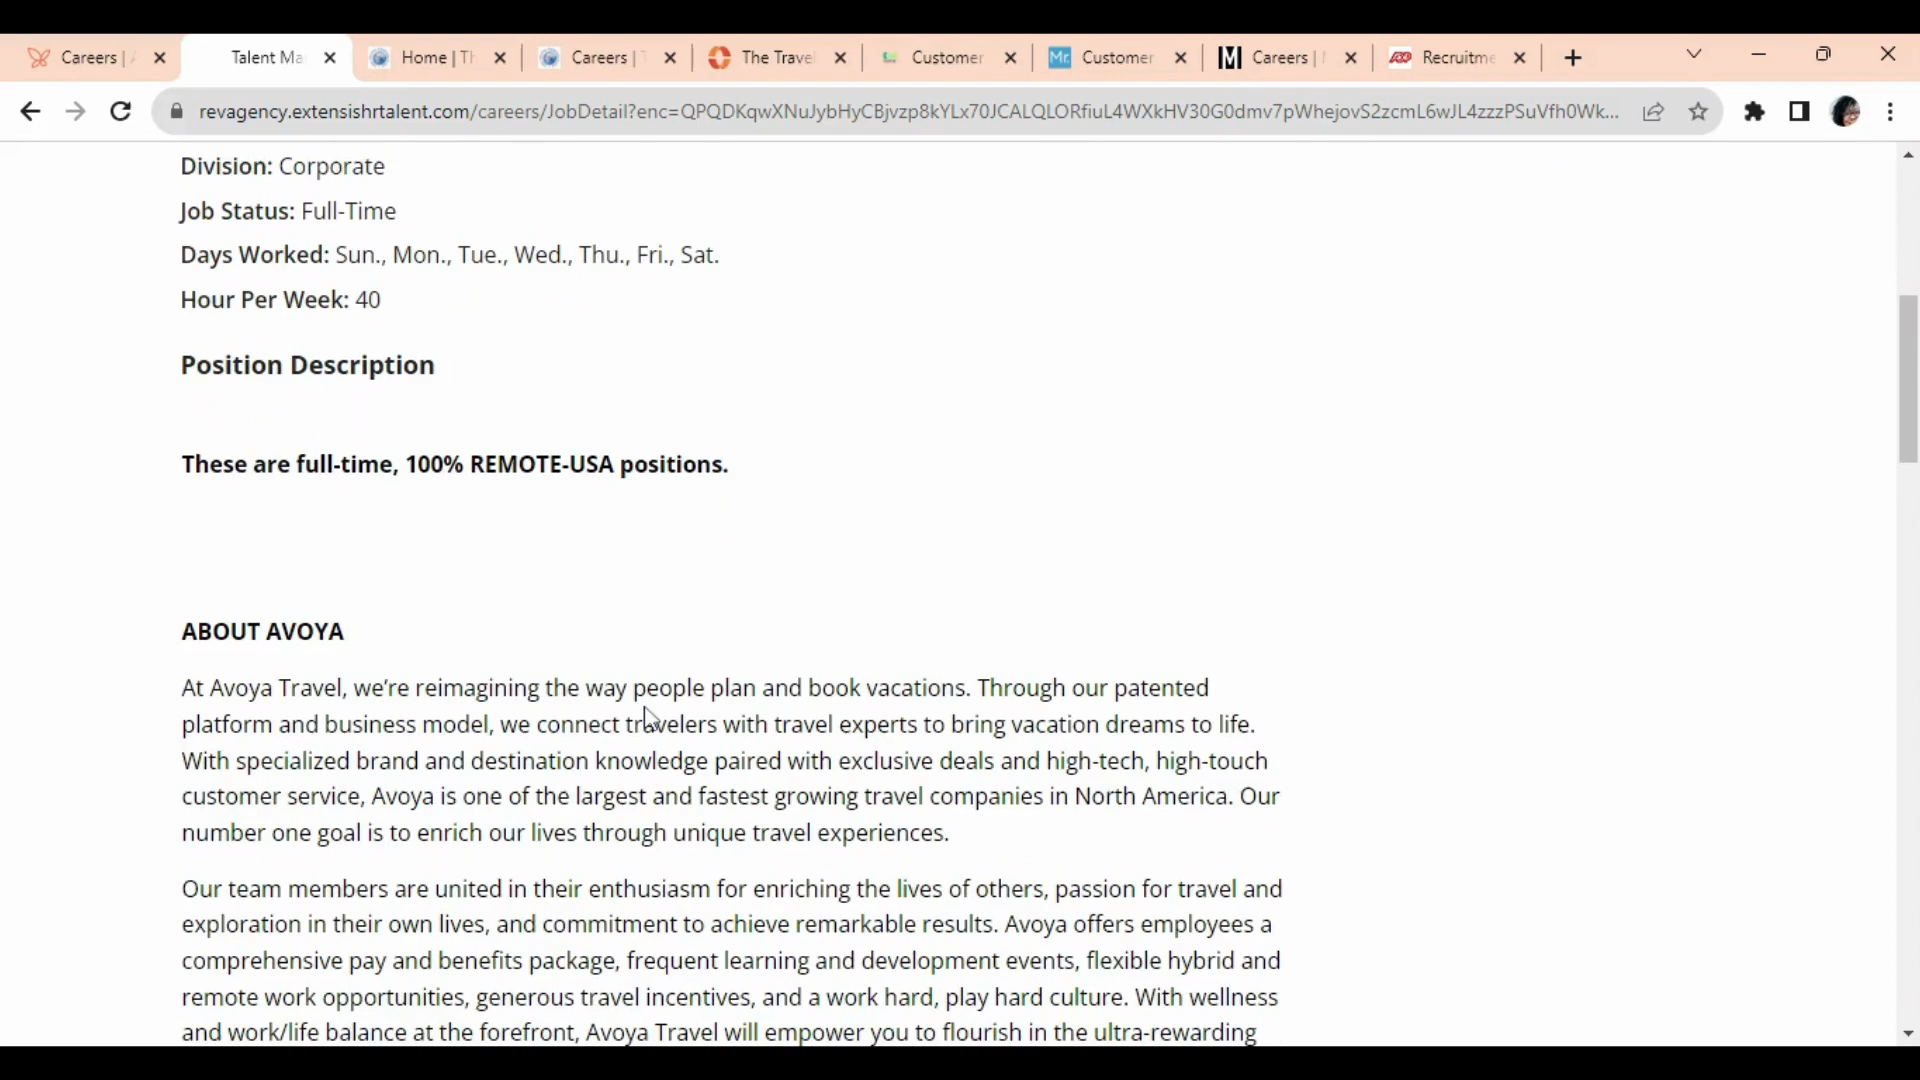 Careers | A
Talent Ma
Home | Th
Careers | T
The Trave
Customer
Mr.
Customer
M
Careers |
ADP
Recruitme
revagency.extensishrtalent.com/careers/JobDetail?enc=QPQDKqwXNuJybHyCBjvzp8kYLx70JCALQLORfiuL4WXkHV30G0dmv7pWhejovS2zcmL6wJL4zzzPSuVfh0Wk...
Division: Corporate
Job Status: Full-Time
Days Worked: Sun., Mon., Tue., Wed., Thu., Fri., Sat.
Hour Per Week: 40
Position Description
These are full-time, 100% REMOTE-USA positions.
ABOUT AVOYA
At Avoya Travel, we're reimagining the way people plan and book vacations. Through our patented
platform and business model, we connect travelers with travel experts to bring vacation dreams to life.
With specialized brand and destination knowledge paired with exclusive deals and high-tech, high-touch
customer service, Avoya is one of the largest and fastest growing travel companies in North America. Our
number one goal is to enrich our lives through unique travel experiences.
Our team members are united in their enthusiasm for enriching the lives of others, passion for travel and
exploration in their own lives, and commitment to achieve remarkable results. Avoya offers employees a
comprehensive pay and benefits package, frequent learning and development events, flexible hybrid and
remote work opportunities, generous travel incentives, and a work hard, play hard culture. With wellness
and work/life balance at the forefront, Avoya Travel will empower you to flourish in the ultra-rewarding